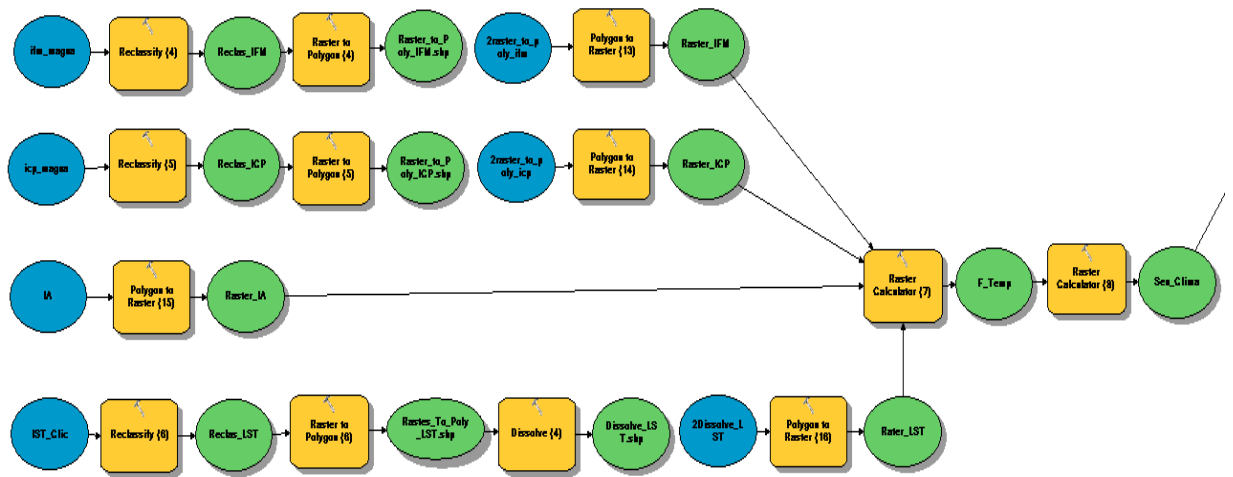 ifm_magna
Reclassify (4)
Reclas_IFM
Raster to
Polygon (4)
Raster_to_P
oly_IFM.shp
2raster_to_p
oly_ifm
Polygon to
Raster (13)
Raster_IFM
icp_magna
Reclassify (5)
Reclas_ICP
Raster to
Polygon (5)
Raster_to_P
oly_ICP.shp
2raster_to_p
oly_icp
Polygon to
Raster (14)
Raster_ICP
IA
Polygon to
Raster (15)
Raster_IA
Raster
Calculator (7)
F_Temp
Raster
Calculator (8)
Sen_Clima
lST_Clic
Reclassify (6)
Reclas_LST
Raster to
Polygon (6)
Rastes_To_Poly
_LST.shp
Dissolve (4)
Dissolve_LS
T.shp
2Dissolve_L
ST
Polygon to
Raster (16)
Rater_LST